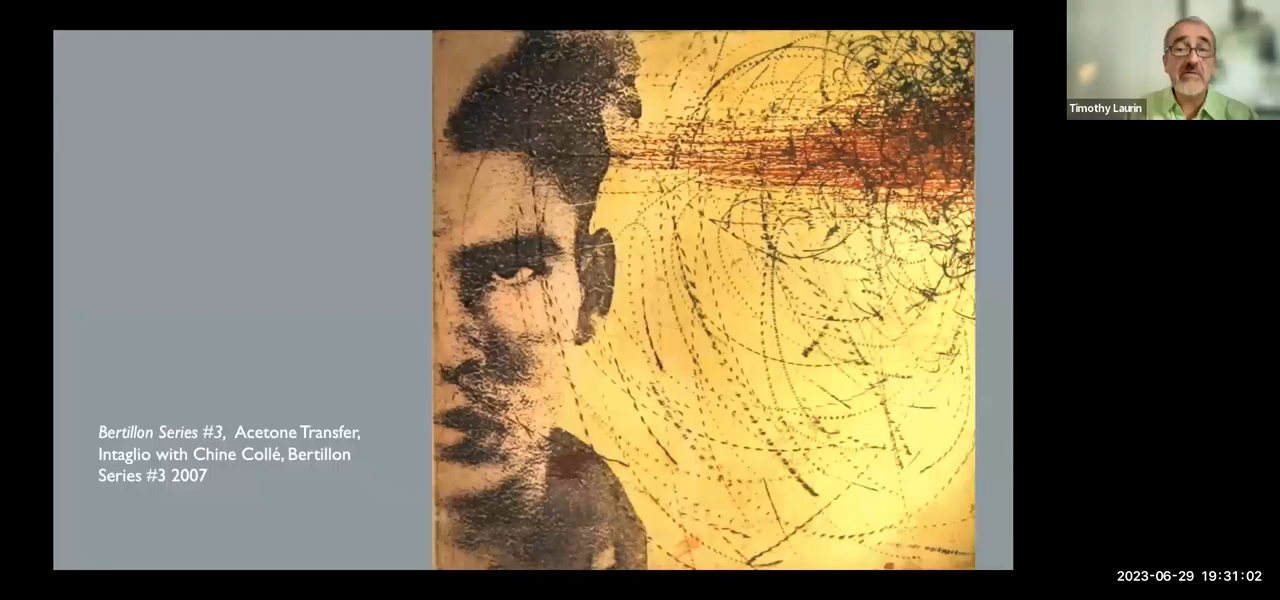 Timothy Laurin
Bertillon Series #3, Acetone Transfer,
Intaglio with Chine Collé, Bertillon
Series #3 2007
2023-06-29 19:31:02